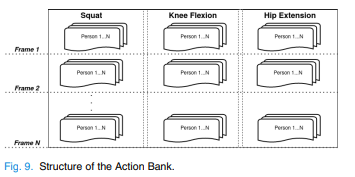 Squat Knee Flexion Hip Extension
Frame 1 Person 1...N Person 1...N Person 1...N
Frame 2 Person 1...N Person 1...N Person 1...N
Frame N Person 1...N Person 1...N Person 1...N
Fig. 9. Structure of the Action Bank.